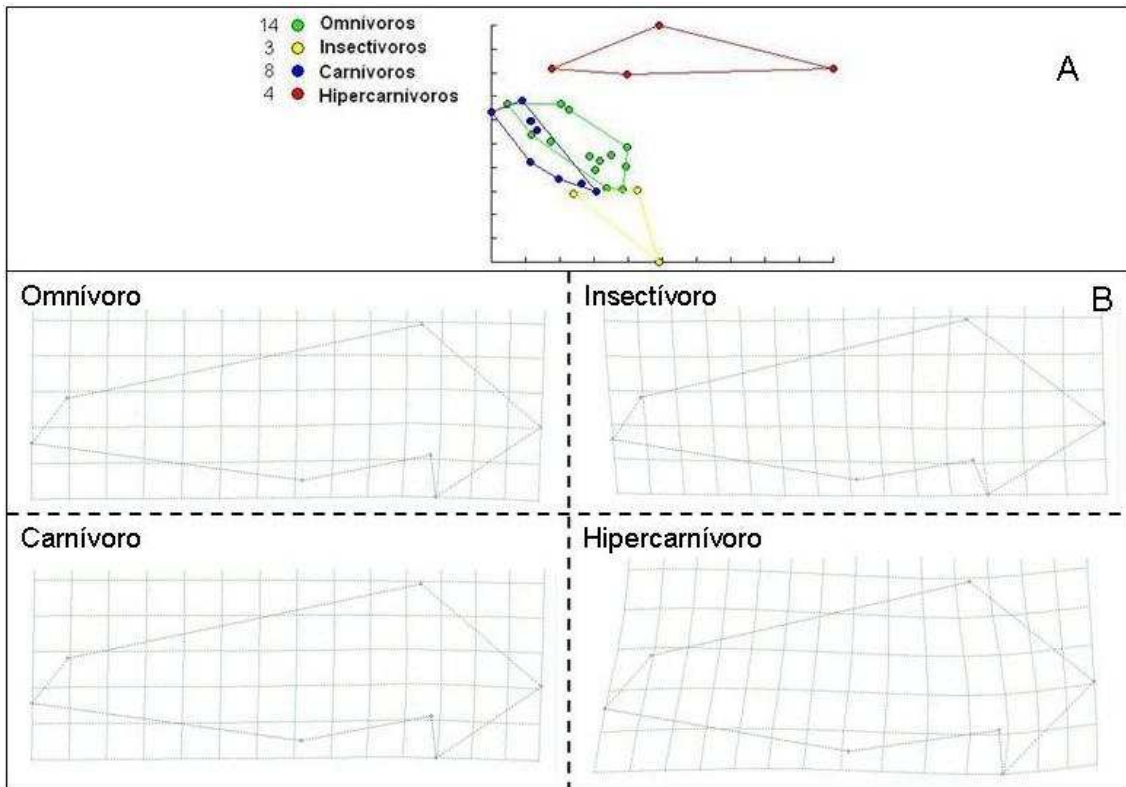 14 Omnívoros
3 Insectívoros
8 Carnívoros
4 Hipercarnívoros
A
Omnívoro
Insectívoro
B
Carnívoro
Hipercarnívoro